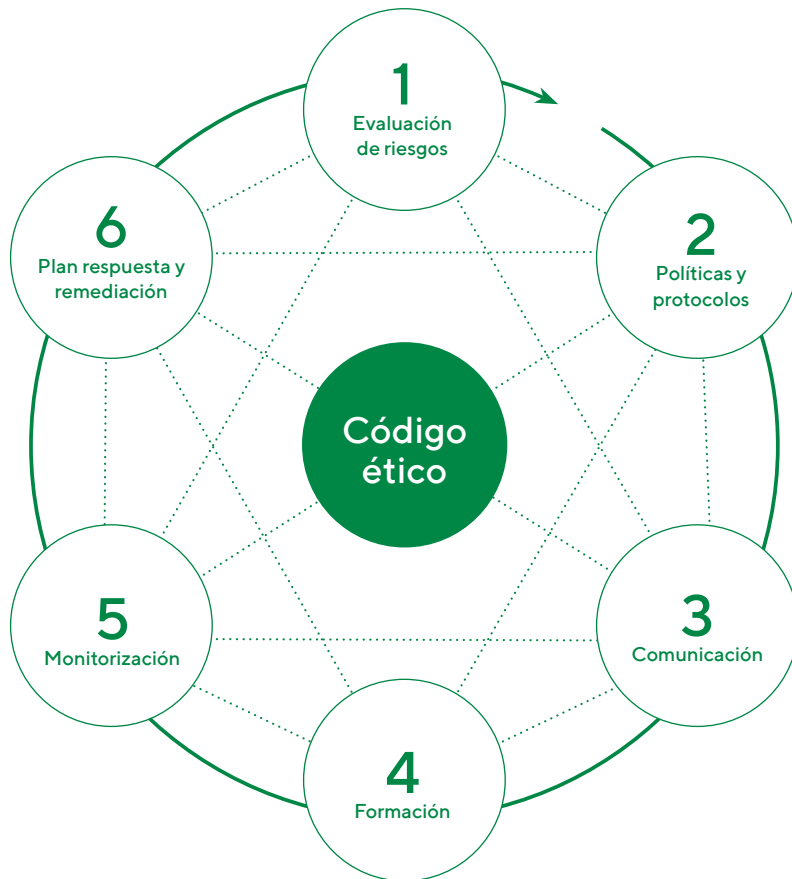 1
Evaluación
de riesgos
2
Políticas y
protocolos
3
Comunicación
4
Formación
5
Monitorización
6
Plan respuesta y
remediación
Código
ético